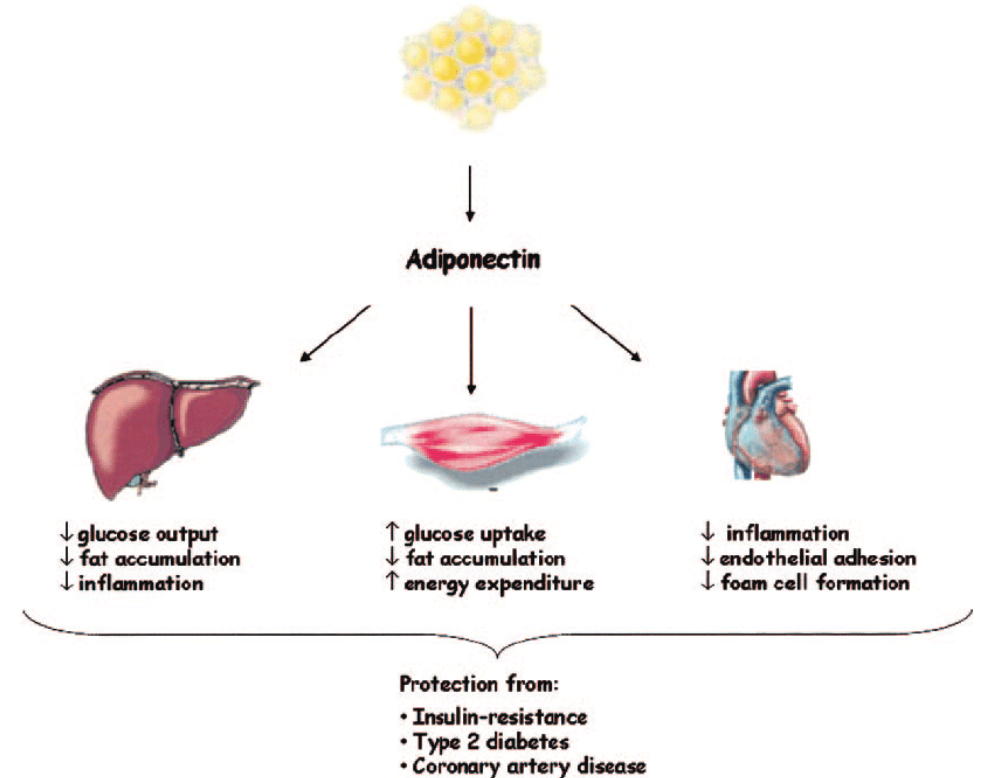 Adiponectin
↓ glucose output
↓ fat accumulation
↓ inflammation
↑ glucose uptake
↓ fat accumulation
↑ energy expenditure
↓ inflammation
↓ endothelial adhesion
↓ foam cell formation
Protection from:
• Insulin-resistance
• Type 2 diabetes
• Coronary artery disease